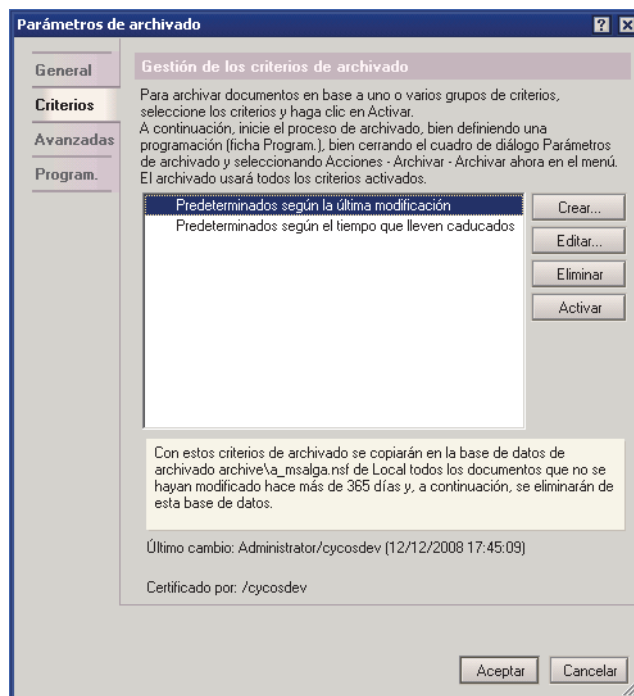 Parámetros de archivado
General
Criterios
Avanzadas
Program.
Gestión de los criterios de archivado
Para archivar documentos en base a uno o varios grupos de criterios,
seleccione los criterios y haga clic en Activar.
A continuación, inicie el proceso de archivado, bien definiendo una
programación (ficha Program.), bien cerrando el cuadro de diálogo Parámetros
de archivado y seleccionando Acciones - Archivar - Archivar ahora en el menú.
El archivado usará todos los criterios activados.
Predeterminados según la última modificación
Predeterminados según el tiempo que lleven caducados
Crear...
Editar...
Eliminar
Activar
Con estos criterios de archivado se copiarán en la base de datos de
archivado archive\a_msalga.nsf de Local todos los documentos que no se
hayan modificado hace más de 365 días y, a continuación, se eliminarán de
esta base de datos.
Último cambio: Administrator/cycosdev (12/12/2008 17:45:09)
Certificado por: /cycosdev
Aceptar
Cancelar